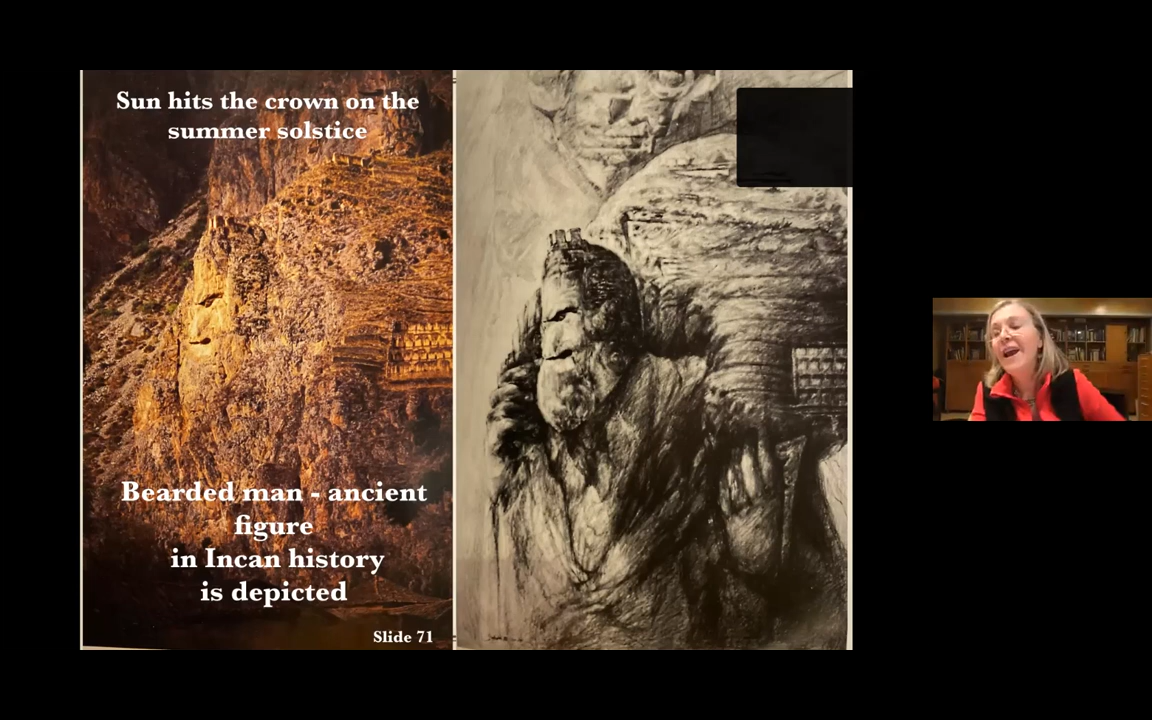 Sun hits the crown on the
summer solstice
Bearded man - ancient
figure
in Incan history
is depicted
Slide 71